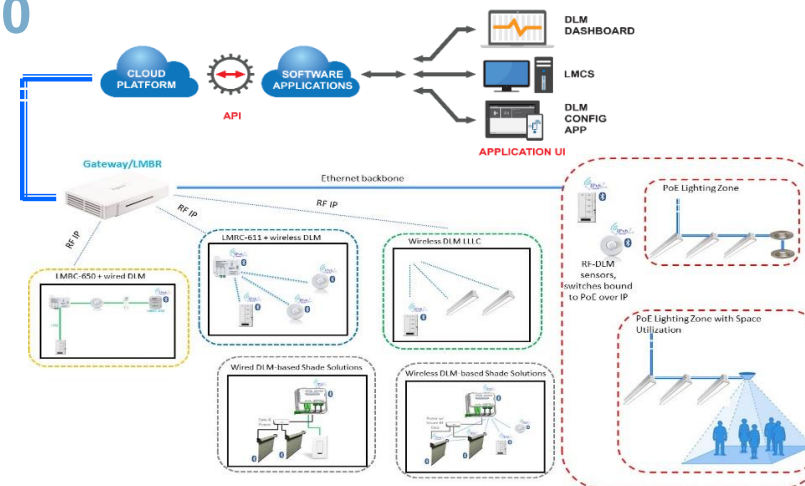 0
DLM
DASHBOARD
CLOUD
PLATFORM
SOFTWARE
APPLICATIONS
LMCS
API
DLM
CONFIG
APP
APPLICATION UI
Gateway/LMBR
Ethernet backbone
RF IP
RF IP
RF IP
PoE Lighting Zone
RF-DLM
sensors,
switches bound
to PoE over IP
LMRC-611 + wireless DLM
Wireless DLM LLLC
LMRC-650 + wired DLM
PoE Lighting Zone with Space
Utilization
Wired DLM-based Shade Solutions
Wireless DLM-based Shade Solutions